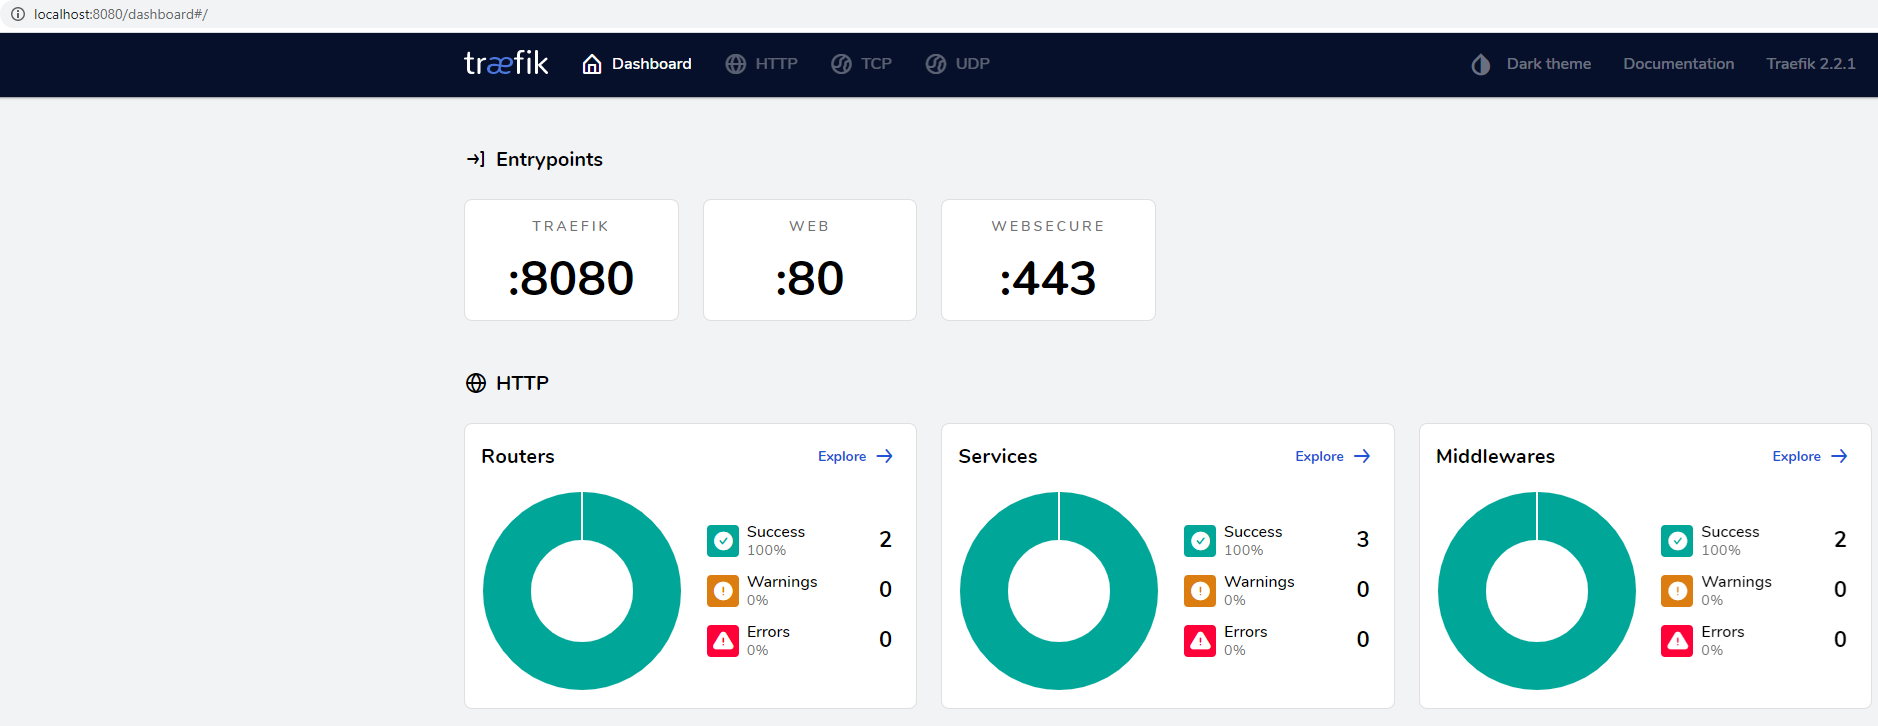 localhost:8080/dashboard#/
træfik Dashboard HTTP TCP UDP Dark theme Documentation Traefik 2.2.1
Entrypoints
TRAEFIK WEB WEBSECURE
:8080 :80 :443
HTTP
Routers Explore
Success 2
100%
Warnings 0
0%
Errors 0
0%
Services Explore
Success 3
100%
Warnings 0
0%
Errors 0
0%
Middlewares Explore
Success 2
100%
Warnings 0
0%
Errors 0
0%